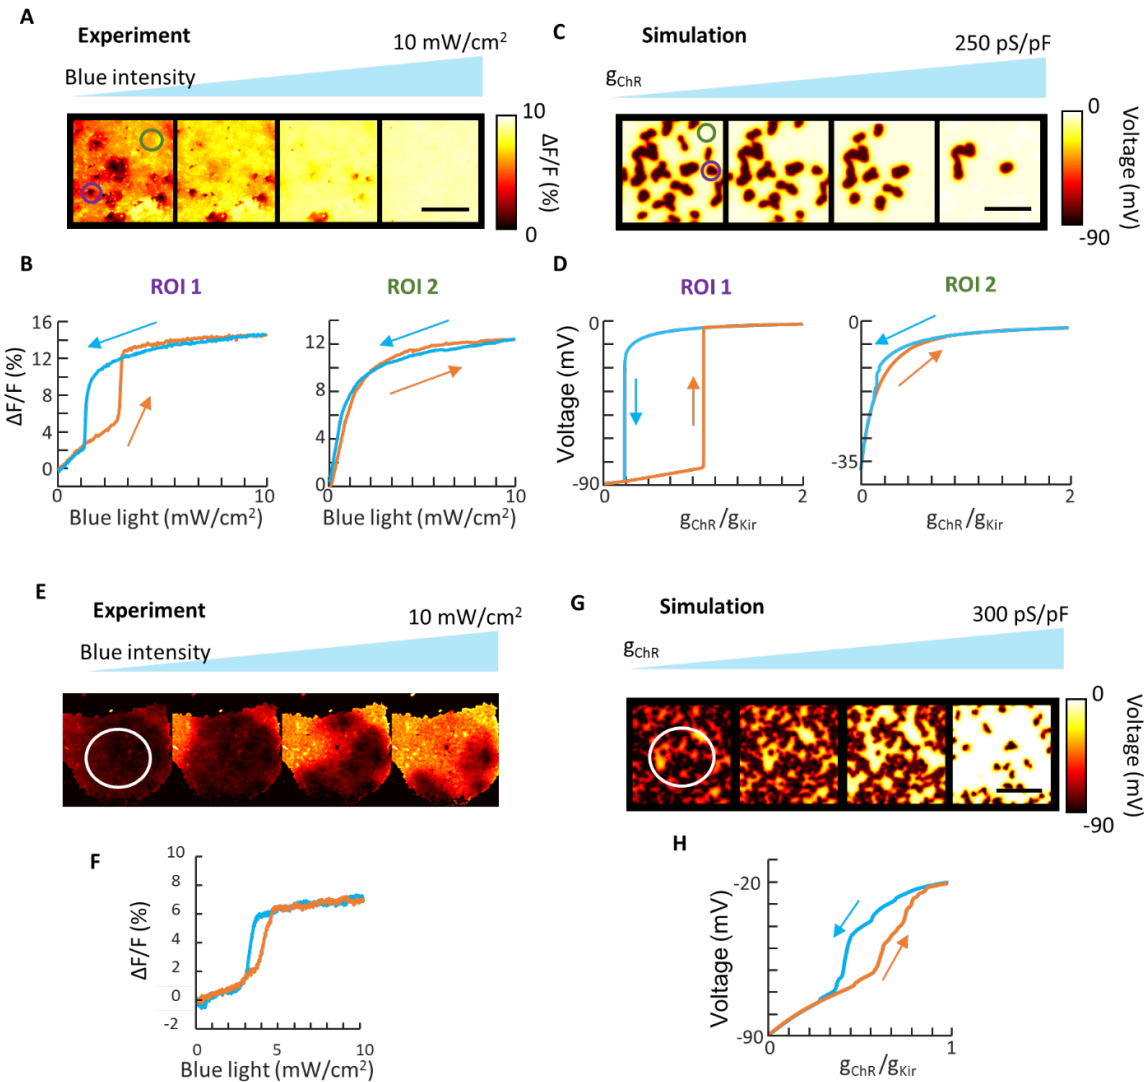 A
Experiment
10 mW/cm²
Blue intensity
10
ΔF/F (%)
0
C
Simulation
250 pS/pF
gChR
0
Voltage (mV)
-90
B
ROI 1
ROI 2
16
12
8
4
0
ΔF/F (%)
0
10
Blue light (mW/cm²)
12
8
4
0
0
10
Blue light (mW/cm²)
D
ROI 1
ROI 2
0
Voltage (mV)
-90
0
2
gChR/gKir
0
-35
0
2
gChR/gKir
E
Experiment
10 mW/cm²
Blue intensity
G
Simulation
300 pS/pF
gChR
0
Voltage (mV)
-90
F
10
8
6
4
2
0
-2
ΔF/F (%)
0
5
10
Blue light (mW/cm²)
H
-20
Voltage (mV)
-90
0
1
gChR/gKir